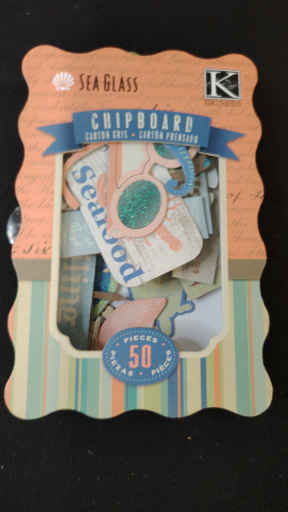 SEA GLASS
K
CHIPBOARD
CARTON GRIS • CARTÓN PRENSADO
Seafood
PIECES
50
PIEZAS • PIÈCES